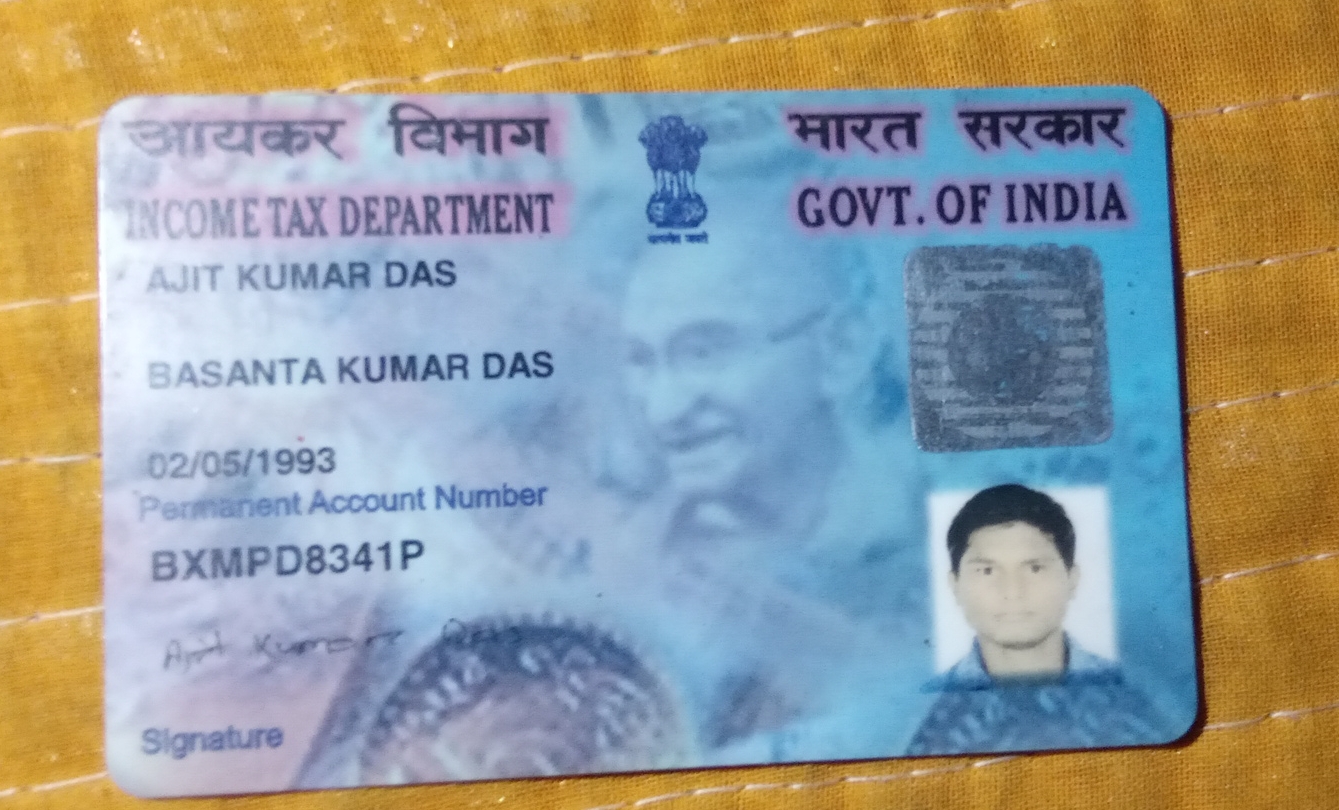 आयकर विभाग
भारत सरकार
INCOME TAX DEPARTMENT
GOVT. OF INDIA
AJIT KUMAR DAS
BASANTA KUMAR DAS
02/05/1993
Permanent Account Number
BXMPD8341P
Ajit Kumar Das
Signature